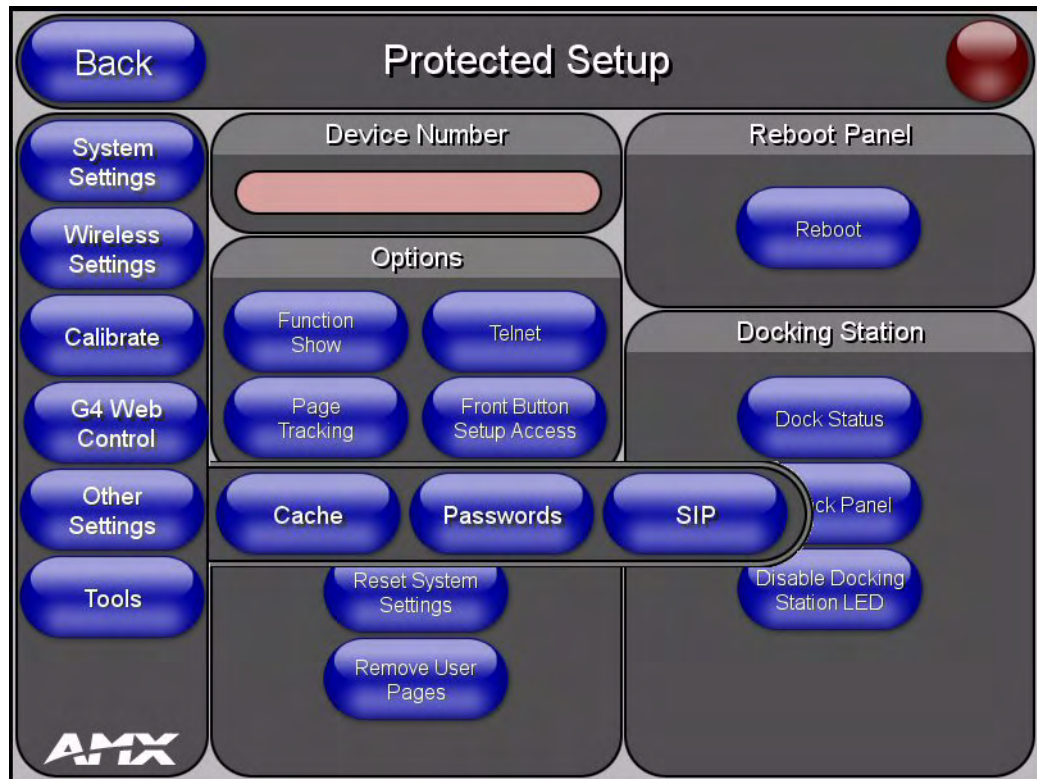 Back
Protected Setup
System
Settings
Wireless
Settings
Calibrate
G4 Web
Control
Other
Settings
Tools
AMX
Device Number
Options
Function
Show
Telnet
Page
Tracking
Front Button
Setup Access
Cache
Passwords
SIP
Reset System
Settings
Remove User
Pages
Reboot Panel
Reboot
Docking Station
Dock Status
ck Panel
Disable Docking
Station LED